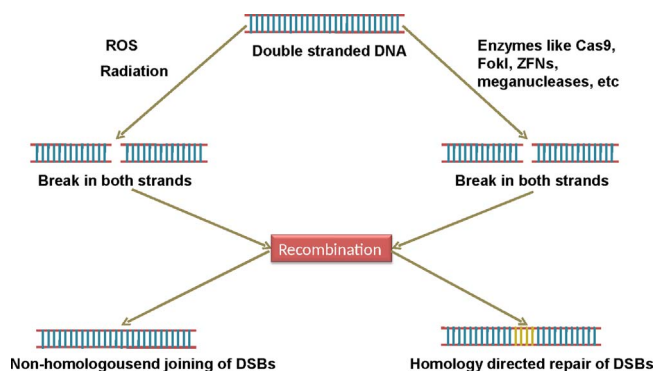 ROS
Radiation
Double stranded DNA
Enzymes like Cas9,
FokI, ZFNs,
meganucleases, etc
Break in both strands
Break in both strands
Recombination
Non-homologousend joining of DSBs
Homology directed repair of DSBs